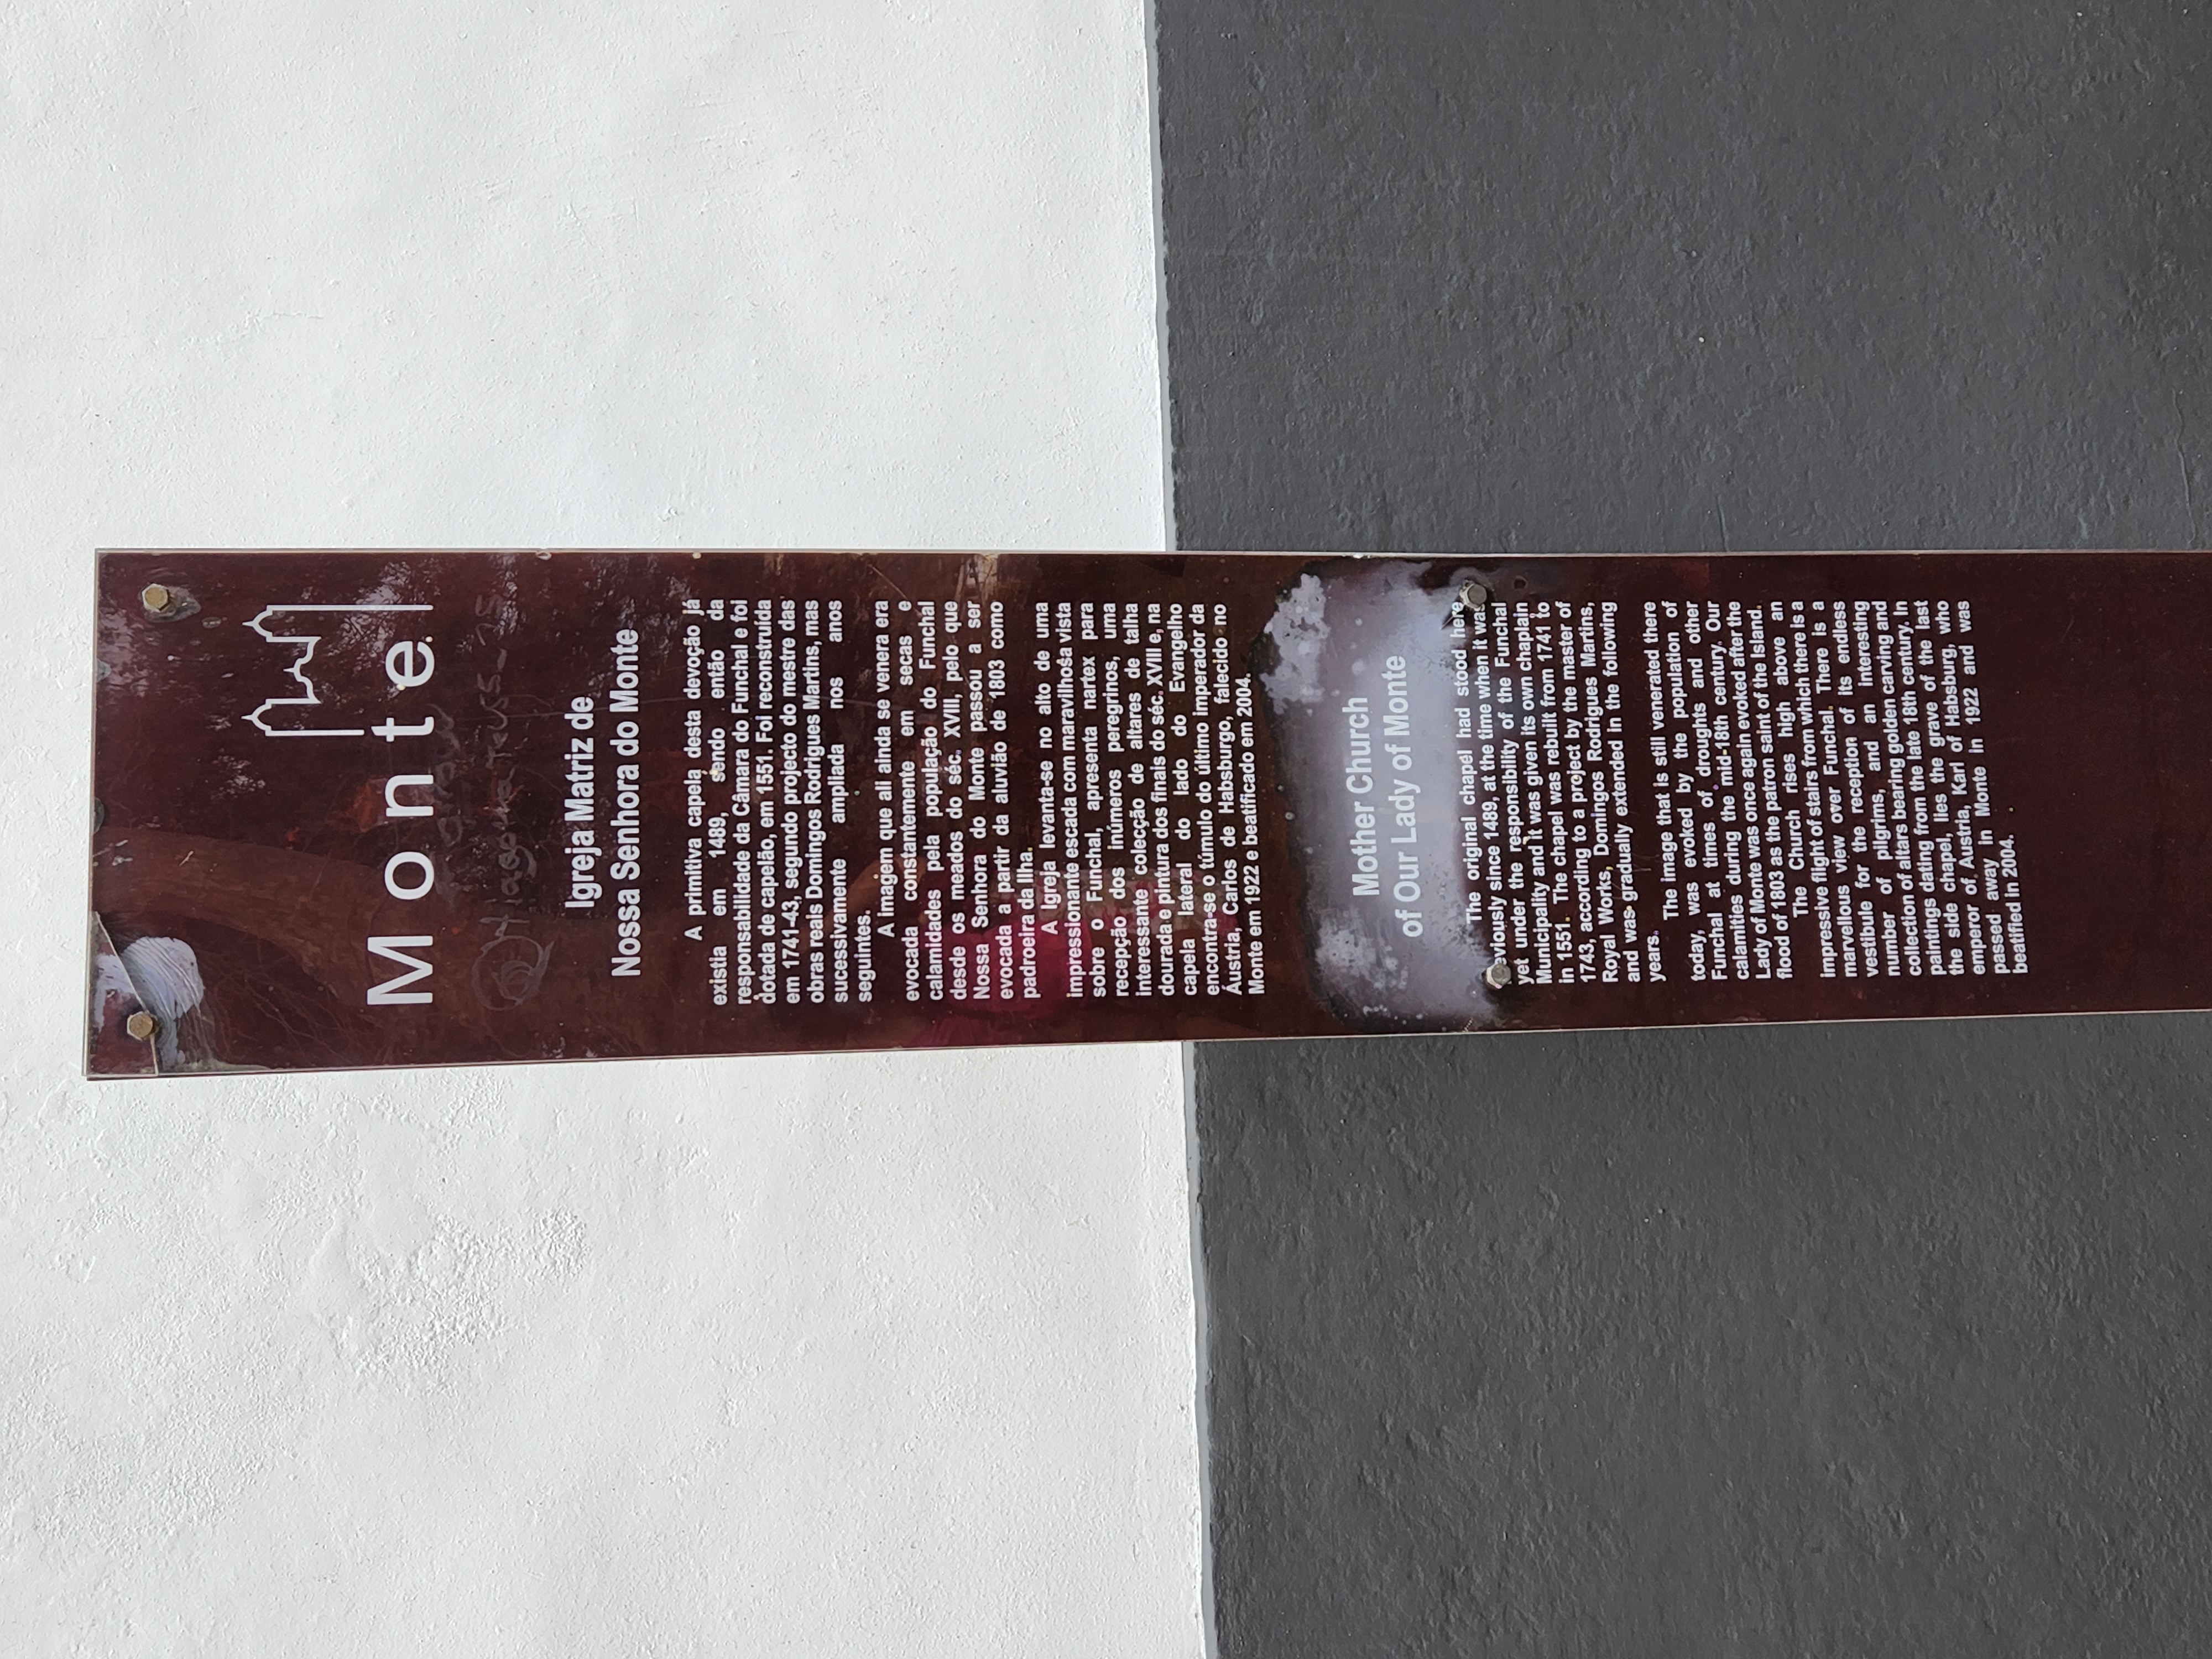 Monte
Igreja Matriz de
Nossa Senhora do Monte
A primitiva capela desta devoção já
existia em 1489, sendo então da
responsabilidade da Câmara do Funchal e foi
dotada de capelão, em 1551. Foi reconstruída
em 1741-43, segundo projecto do mestre das
obras reais Domingos Rodrigues Martins, mas
sucessivamente ampliada nos anos
seguintes.
A imagem que ali ainda se venera era
evocada constantemente em secas e
calamidades pela população do Funchal
desde os meados do séc. XVIII, pelo que
Nossa Senhora do Monte passou a ser
evocada a partir da aluvião de 1803 como
padroeira da Ilha.
A Igreja levanta-se no alto de uma
impressionante escada com maravilhosa vista
sobre o Funchal, apresenta nartex para
recepção dos inúmeros peregrinos, uma
interessante colecção de altares de talha
dourada e pintura dos finais do séc. XVIII e, na
capela lateral do lado do Evangelho
encontra-se o túmulo do último imperador da
Áustria, Carlos de Habsburgo, falecido no
Monte em 1922 e beatificado em 2004.
Mother Church
of Our Lady of Monte
The original chapel had stood here
eviously since 1489, at the time when it was
yet under the responsibility of the Funchal
Municipality and it was given its own chaplain
in 1551. The chapel was rebuilt from 1741 to
1743, according to a project by the master of
Royal Works, Domingos Rodrigues Martins,
and was gradually extended in the following
years.
The image that is still venerated there
today, was evoked by the population of
Funchal at times of droughts and other
calamities during the mid-18th century. Our
Lady of Monte was once again evoked after the
flood of 1803 as the patron saint of the Island.
The Church rises high above an
impressive flight of stairs from which there is a
marvellous view over Funchal. There is a
vestibule for the reception of its endless
number of pilgrins, and an interesting
collection of altars bearing golden carving and
paintings dating from the late 18th century. In
the side chapel, lies the grave of the last
emperor of Austria, Karl of Habsburg, who
passed away in Monte in 1922 and was
beatified in 2004.